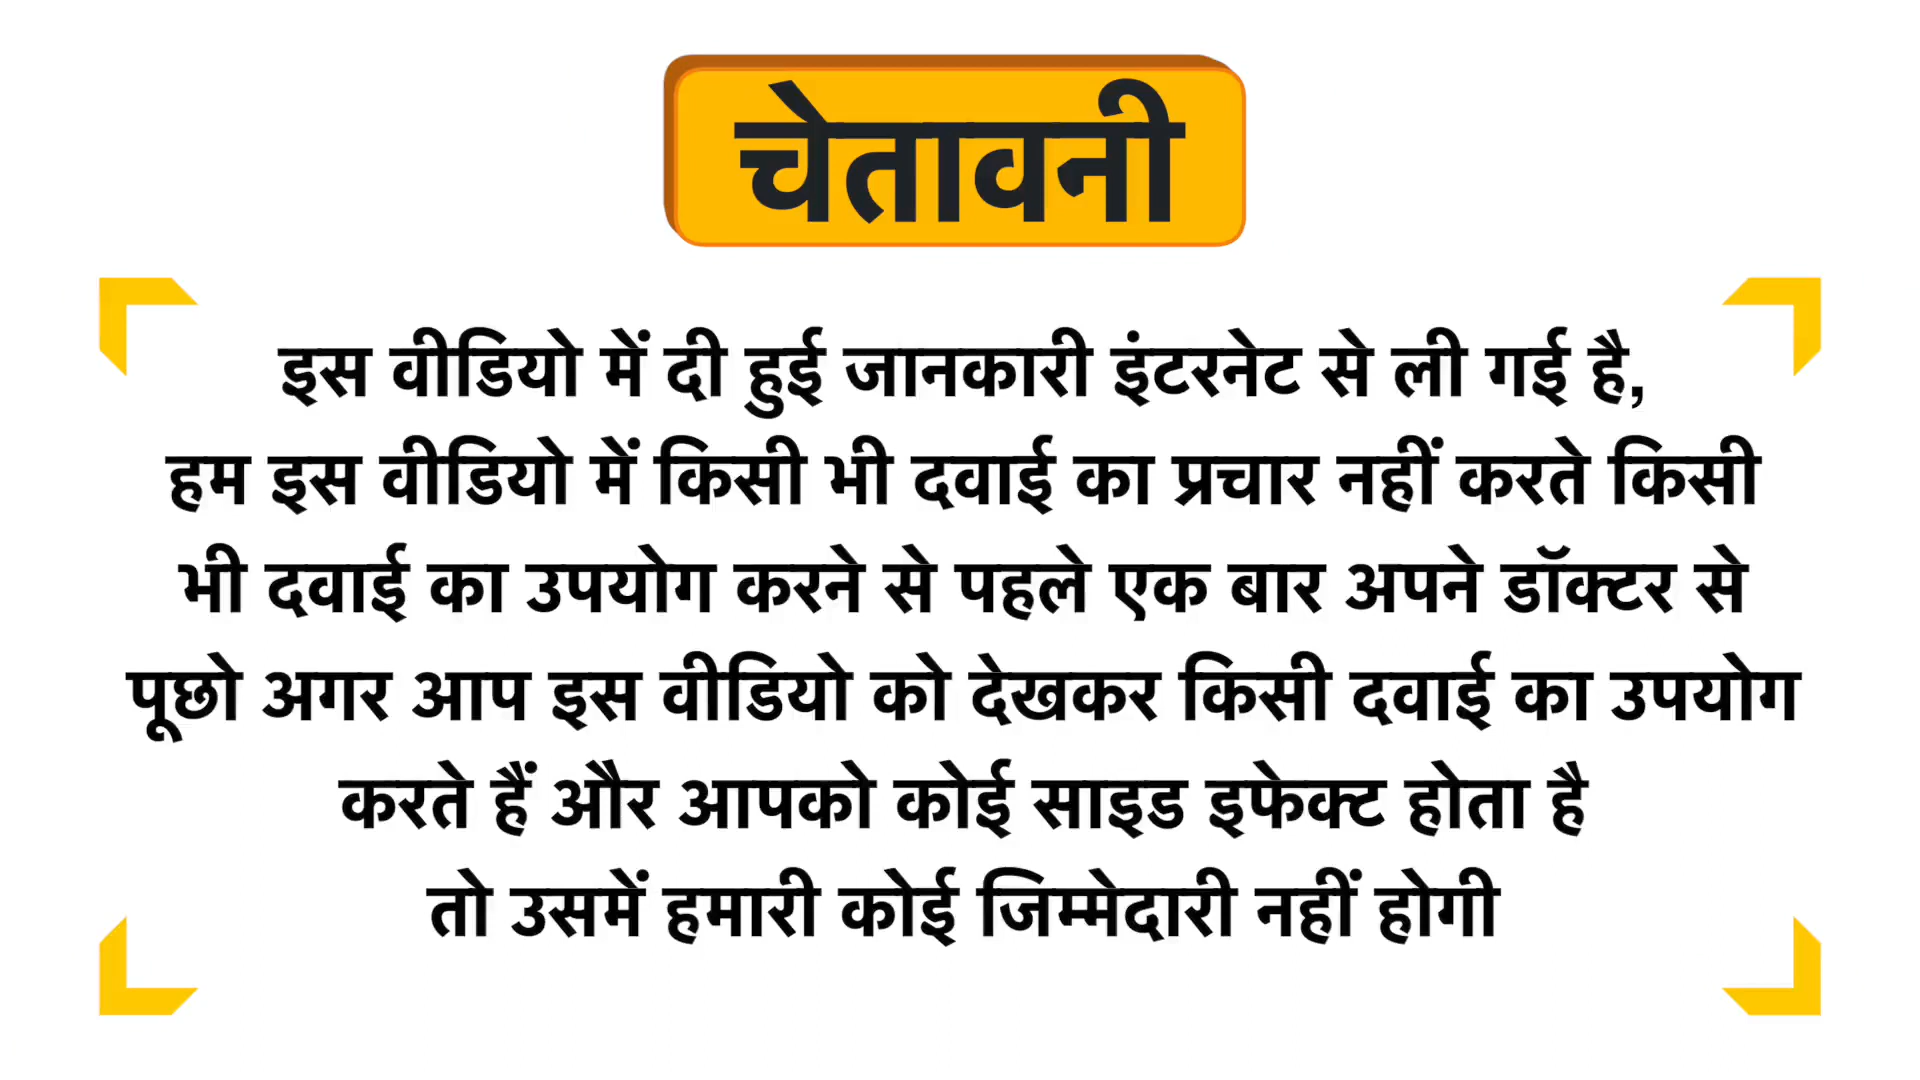 चेतावनी
इस वीडियो में दी हुई जानकारी इंटरनेट से ली गई है,
हम इस वीडियो में किसी भी दवाई का प्रचार नहीं करते किसी
भी दवाई का उपयोग करने से पहले एक बार अपने डॉक्टर से
पूछो अगर आप इस वीडियो को देखकर किसी दवाई का उपयोग
करते हैं और आपको कोई साइड इफेक्ट होता है
तो उसमें हमारी कोई जिम्मेदारी नहीं होगी